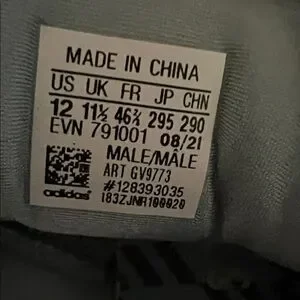 MADE IN CHINA
US UK FR JP CHN
12 11½ 46⅔ 295 290
EVN 791001 08/21
MALE/MÂLE
ART GV9773
#128393035
adidas 183ZJNR100020